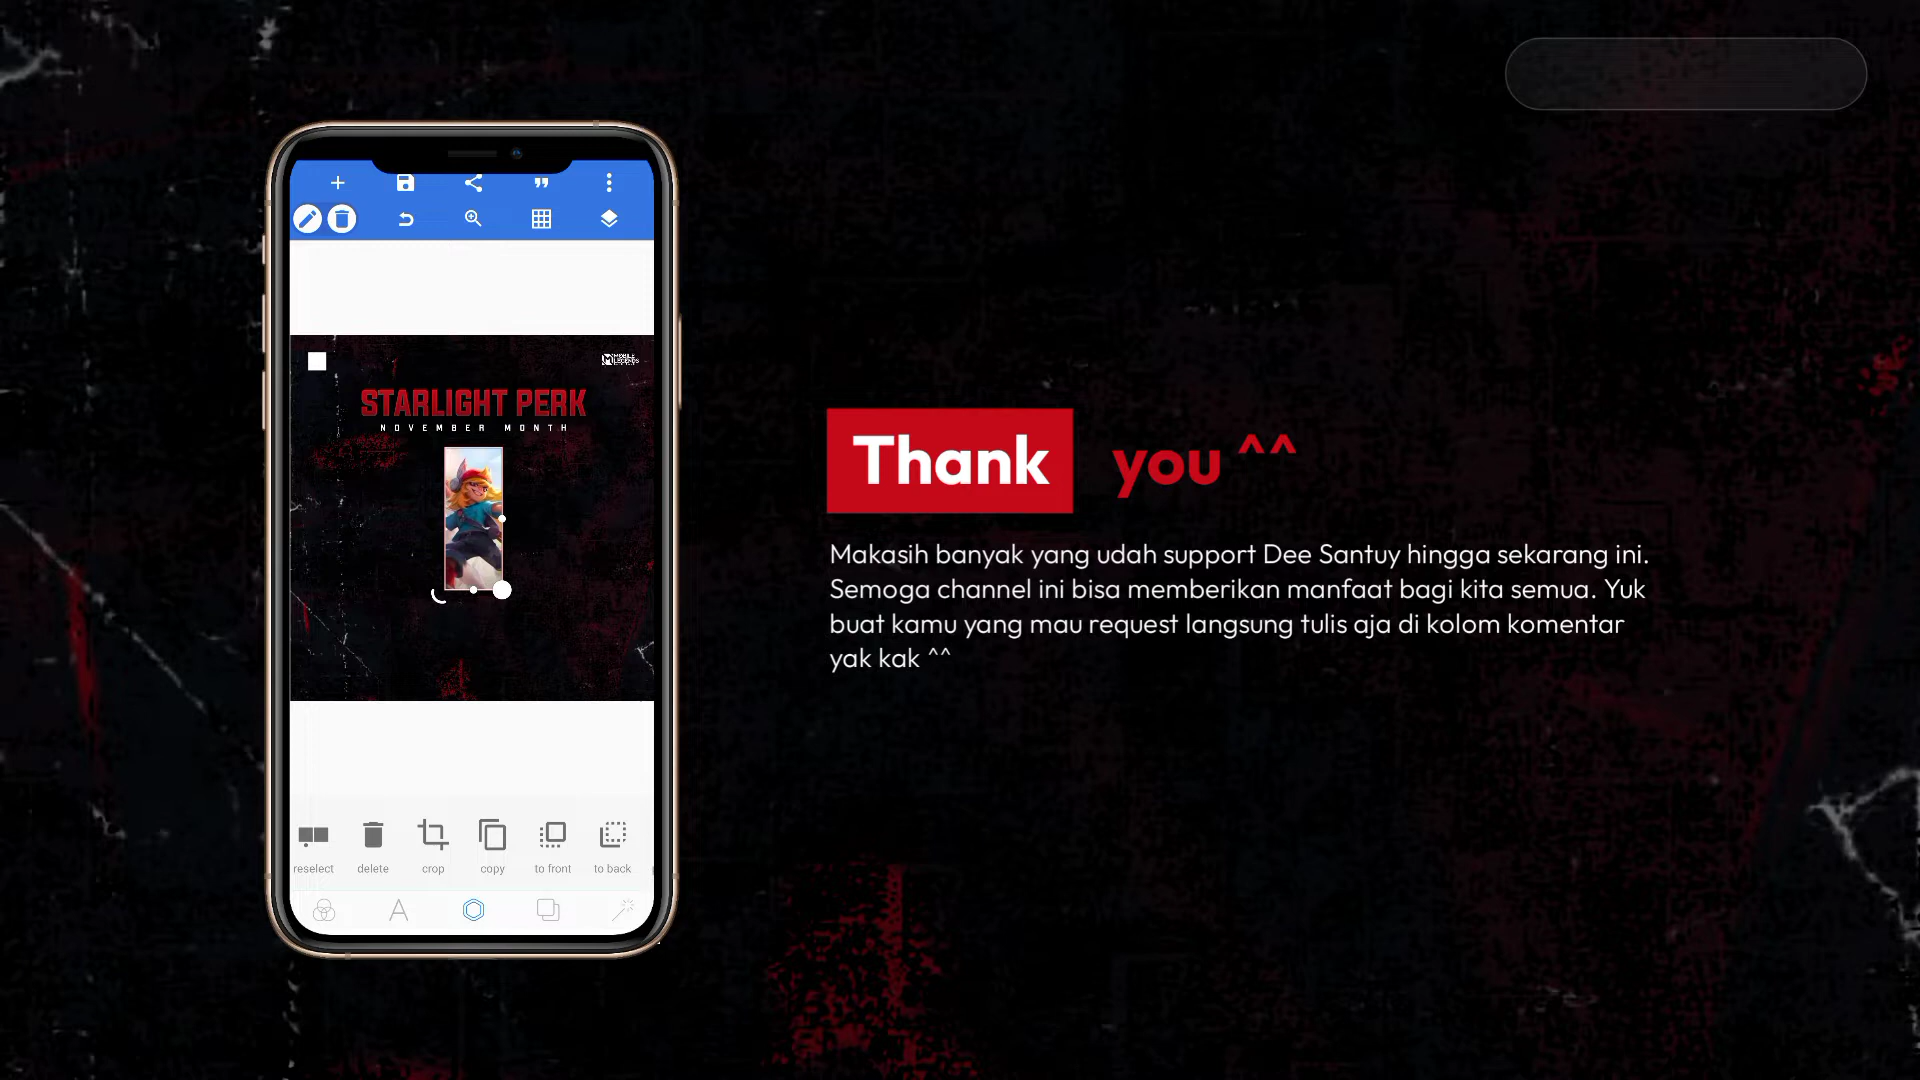 MOBILE
LEGENDS
STARLIGHT PERK
NOVEMBER MONTH
reselect
delete
crop
copy
to front
to back
Thank you ^^
Makasih banyak yang udah support Dee Santuy hingga sekarang ini.
Semoga channel ini bisa memberikan manfaat bagi kita semua. Yuk
buat kamu yang mau request langsung tulis aja di kolom komentar
yak kak ^^